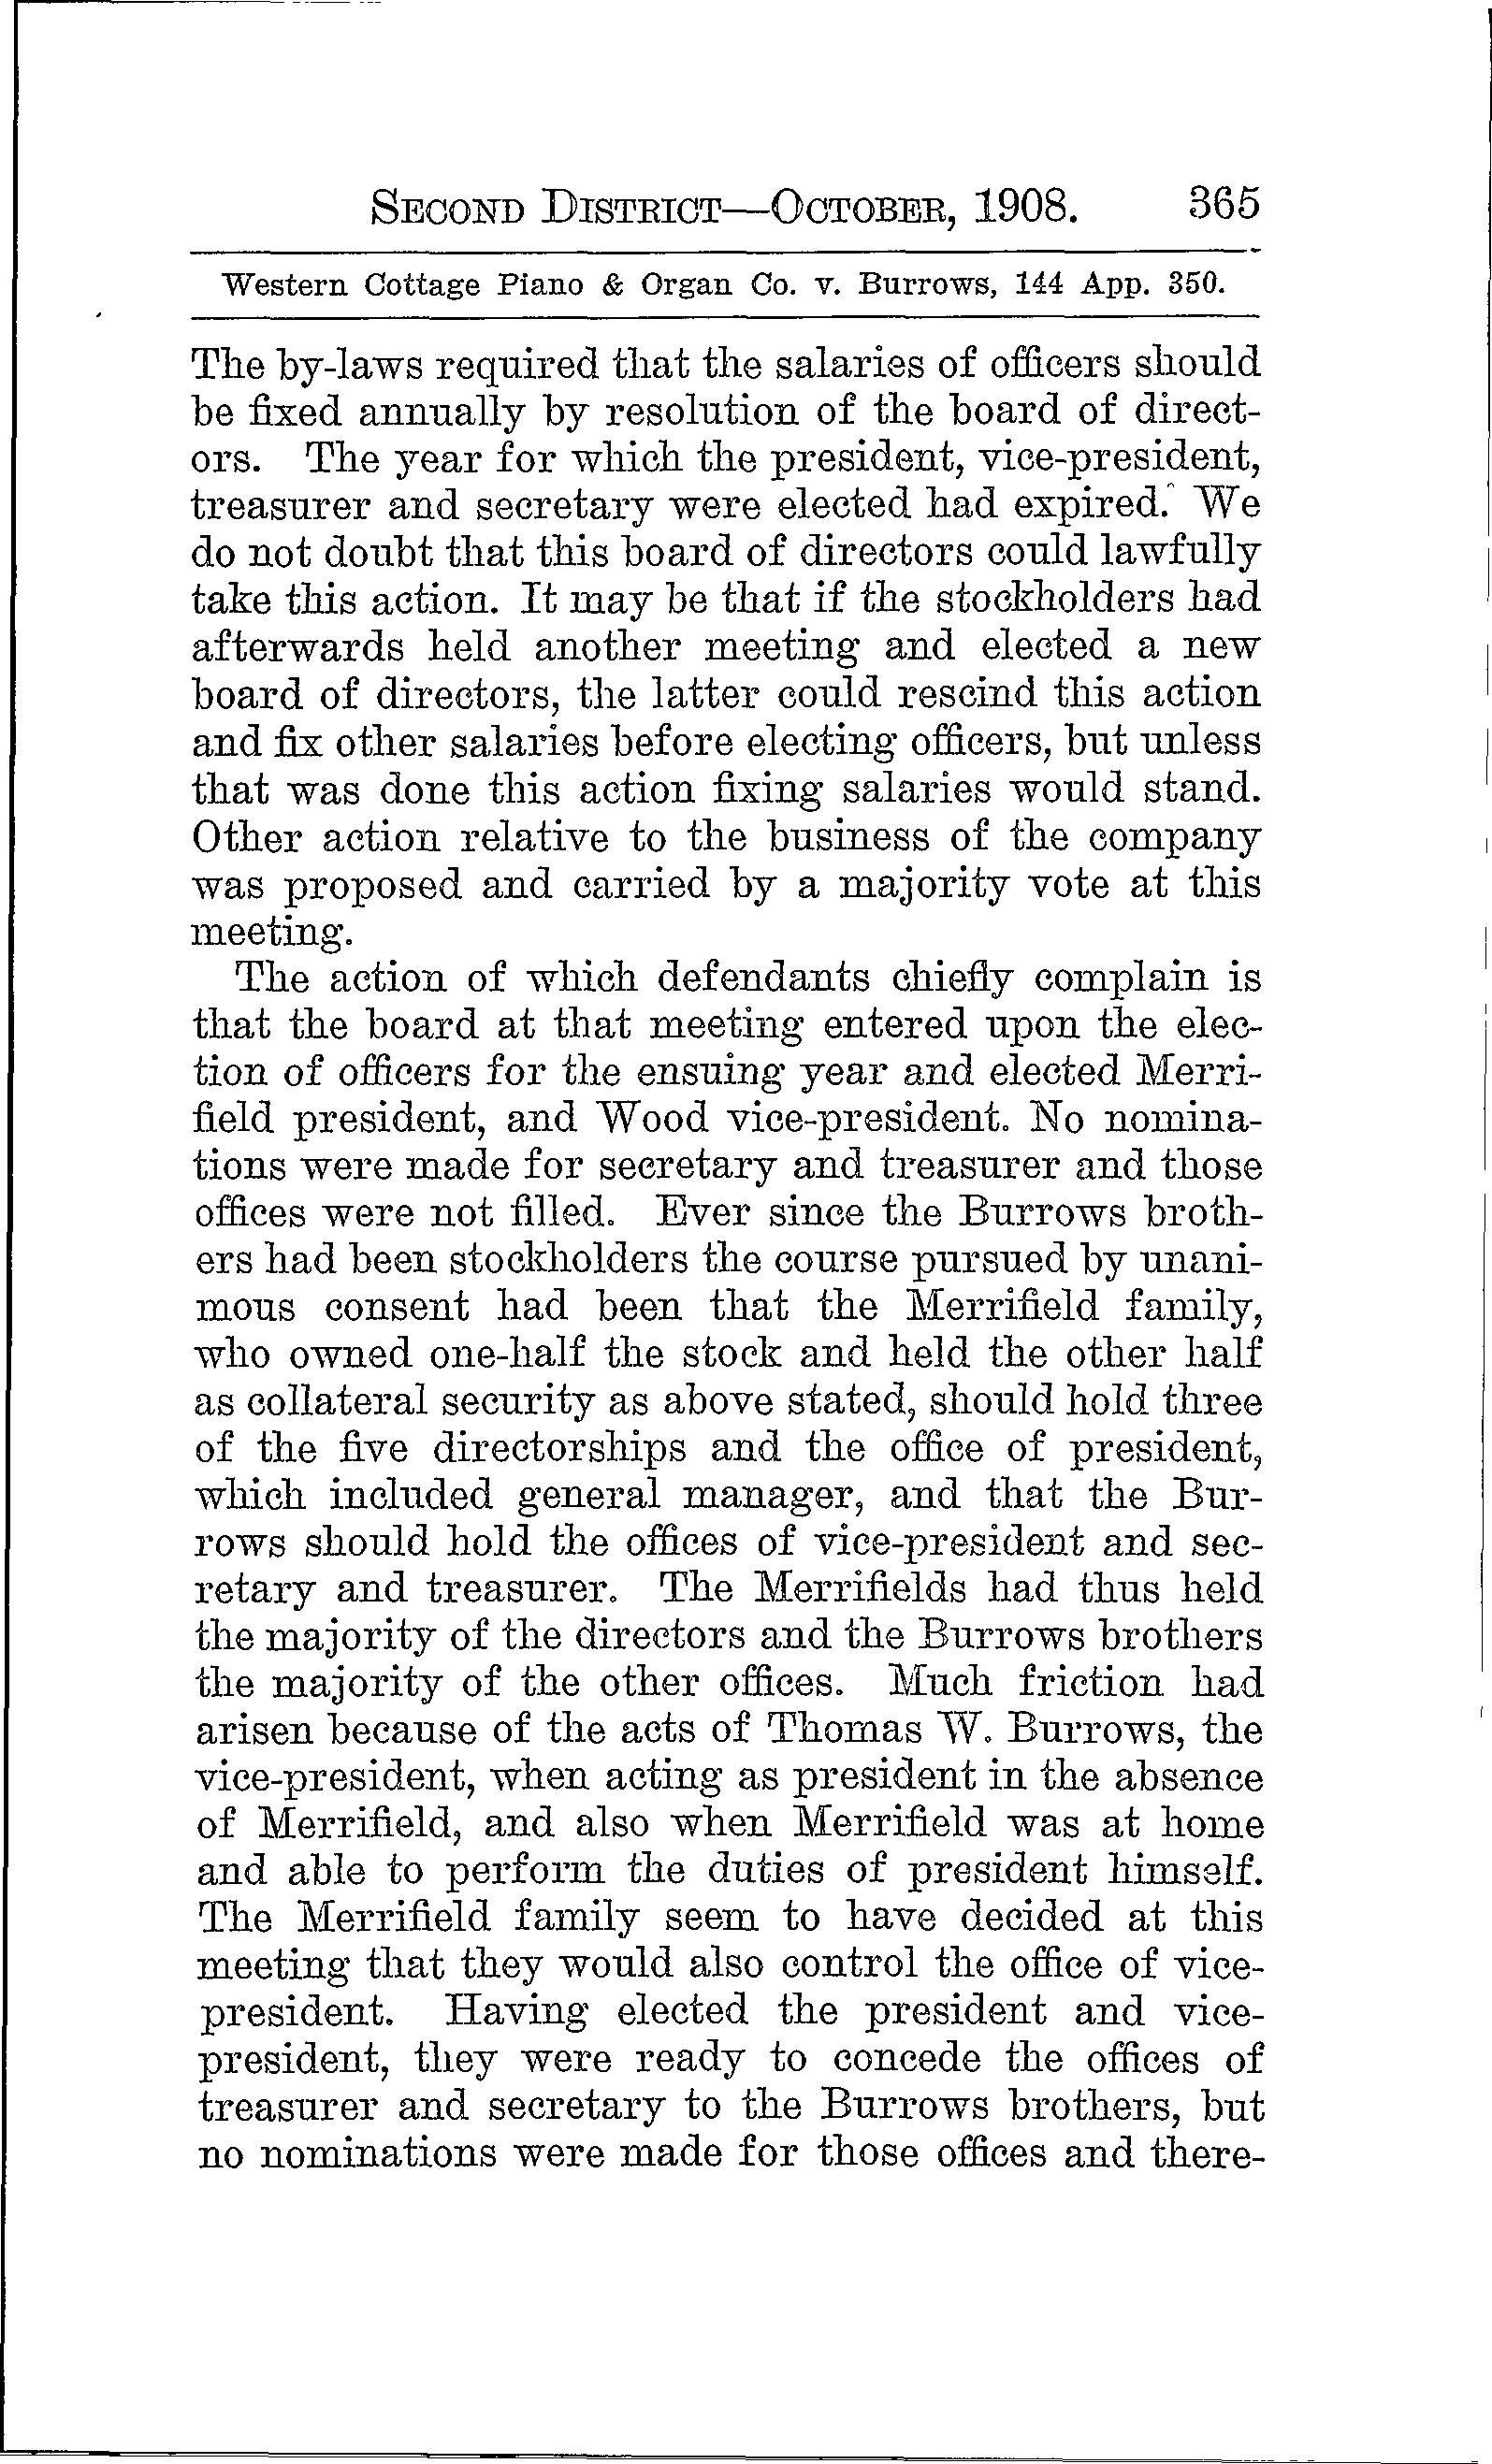 SECOND DISTRICT—OCTOBER, 1908. 365
Western Cottage Piano & Organ Co. v. Burrows, 144 App. 350.
The by-laws required that the salaries of officers should
be fixed annually by resolution of the board of direct-
ors. The year for which the president, vice-president,
treasurer and secretary were elected had expired. We
do not doubt that this board of directors could lawfully
take this action. It may be that if the stockholders had
afterwards held another meeting and elected a new
board of directors, the latter could rescind this action
and fix other salaries before electing officers, but unless
that was done this action fixing salaries would stand.
Other action relative to the business of the company
was proposed and carried by a majority vote at this
meeting.
The action of which defendants chiefly complain is
that the board at that meeting entered upon the elec-
tion of officers for the ensuing year and elected Merri-
field president, and Wood vice-president. No nomina-
tions were made for secretary and treasurer and those
offices were not filled. Ever since the Burrows broth-
ers had been stockholders the course pursued by unani-
mous consent had been that the Merrifield family,
who owned one-half the stock and held the other half
as collateral security as above stated, should hold three
of the five directorships and the office of president,
which included general manager, and that the Bur-
rows should hold the offices of vice-president and sec-
retary and treasurer. The Merrifields had thus held
the majority of the directors and the Burrows brothers
the majority of the other offices. Much friction had
arisen because of the acts of Thomas W. Burrows, the
vice-president, when acting as president in the absence
of Merrifield, and also when Merrifield was at home
and able to perform the duties of president himself.
The Merrifield family seem to have decided at this
meeting that they would also control the office of vice-
president. Having elected the president and vice-
president, they were ready to concede the offices of
treasurer and secretary to the Burrows brothers, but
no nominations were made for those offices and there-